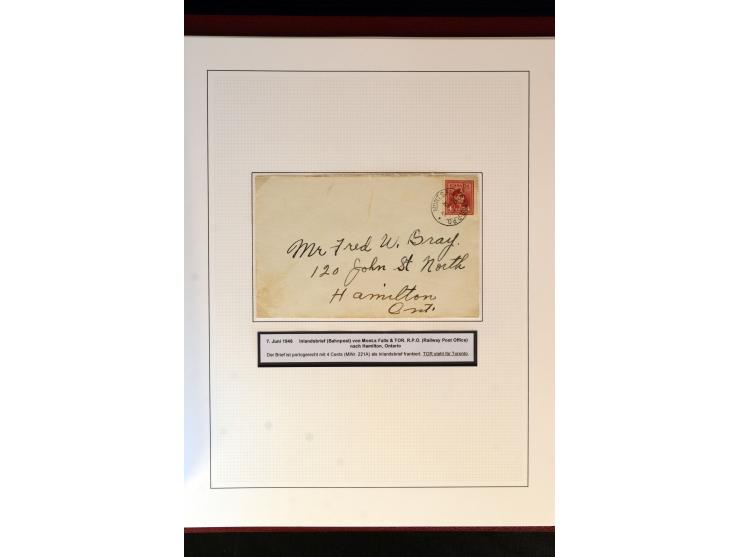 CANADA
Mr Fred W. Bray.
120 John St North
Hamilton
Ont.
7. Juni 1946 Inlandsbrief (Bahnpost) von Mont.s Falls & TOR. R.P.O. (Railway Post Office)
nach Hamilton, Ontario
Der Brief ist portogerecht mit 4 Cents (MiNr. 221A) als Inlandsbrief frankiert. TOR steht für Toronto.